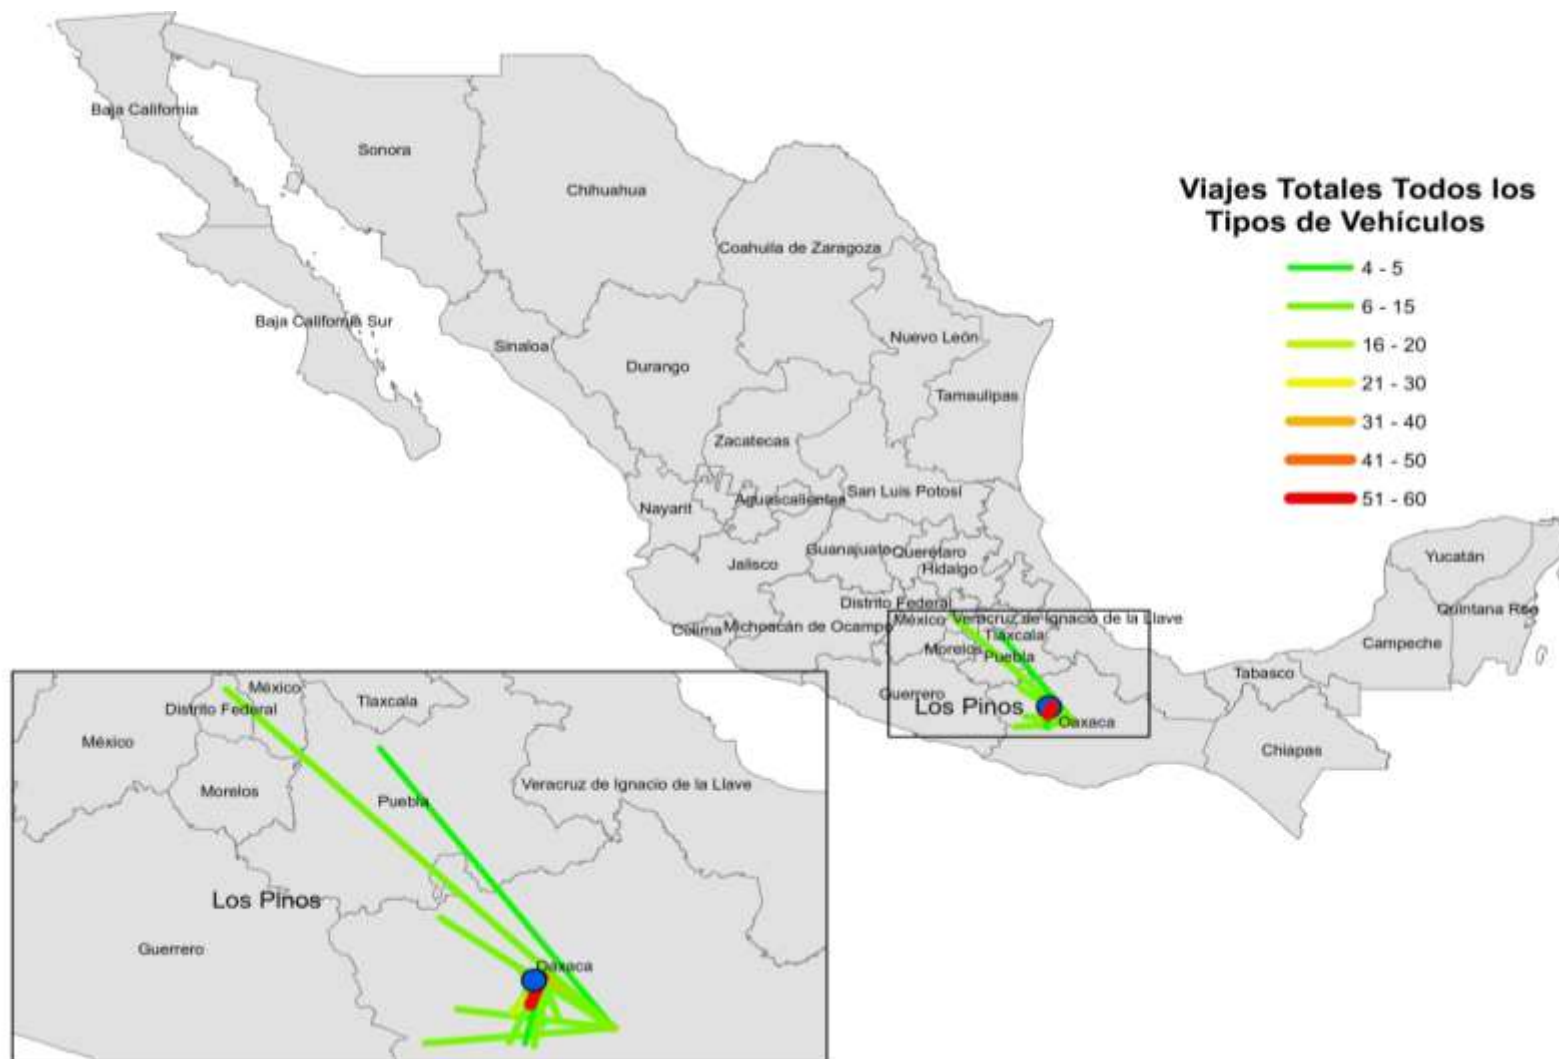 Baja California
Sonora
Chihuahua
Viajes Totales Todos los
Tipos de Vehículos
Coahuila de Zaragoza
4 - 5
6 - 15
Baja California Sur
Sinaloa
Nuevo León
16 - 20
Durango
21 - 30
Tamaulipas
31 - 40
Zacatecas
41 - 50
Aguascalientes
San Luis Potosí
51 - 60
Nayarit
Guanajuato
Querétaro
Yucatán
Jalisco
Hidalgo
Distrito Federal
Quintana Roo
Colima
Michoacán de Ocampo
México
Veracruz de Ignacio de la Llave
Tlaxcala
Campeche
Morelos
Puebla
Tabasco
Guerrero
Los Pinos
Oaxaca
Chiapas
México
Tlaxcala
Distrito Federal
México
Veracruz de Ignacio de la Llave
Morelos
Puebla
Los Pinos
Guerrero
Oaxaca